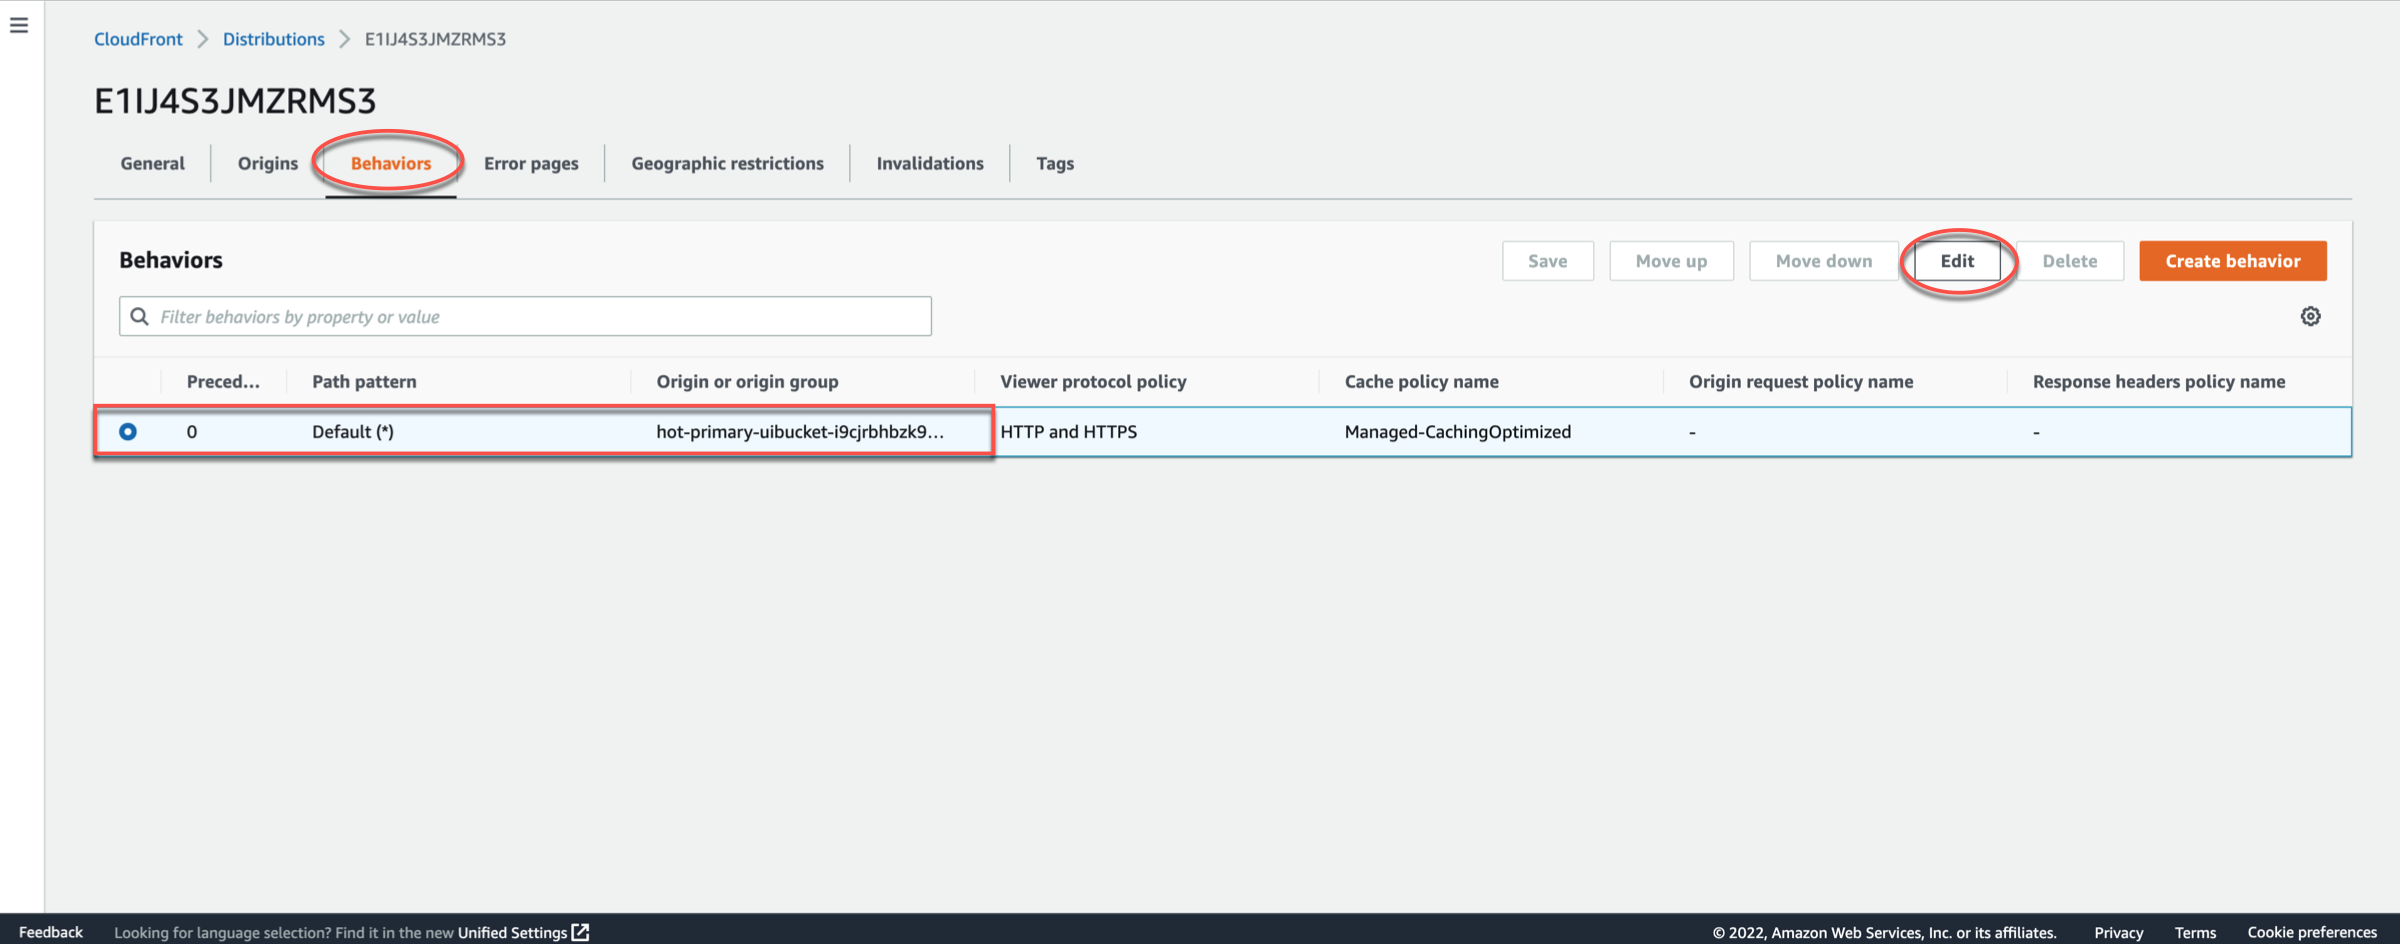 CloudFront > Distributions > E1IJ4S3JMZRMS3
E1IJ4S3JMZRMS3
General Origins Behaviors Error pages Geographic restrictions Invalidations Tags
Behaviors Save Move up Move down Edit Delete Create behavior
Filter behaviors by property or value
Preced... Path pattern Origin or origin group Viewer protocol policy Cache policy name Origin request policy name Response headers policy name
0 Default (*) hot-primary-uibucket-i9cjrbhbzk9... HTTP and HTTPS Managed-CachingOptimized - -
Feedback Looking for language selection? Find it in the new Unified Settings © 2022, Amazon Web Services, Inc. or its affiliates. Privacy Terms Cookie preferences